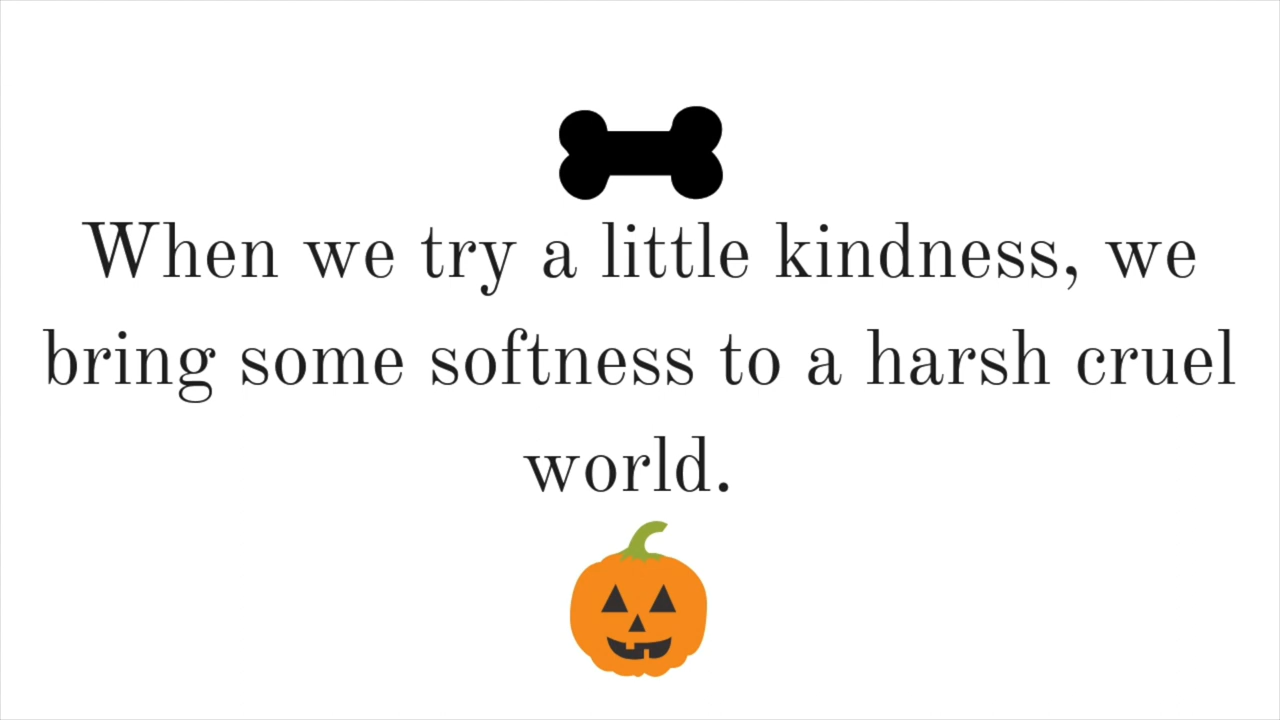 When we try a little kindness, we
bring some softness to a harsh cruel
world.